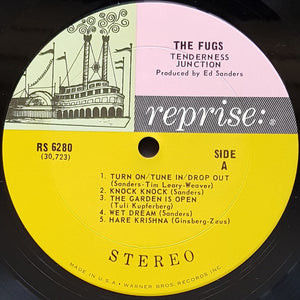 THE FUGS
TENDERNESS
JUNCTION
Produced by Ed Sanders
reprise:®
RS 6280
(30,723)
SIDE
A
1. TURN ON/TUNE IN/DROP OUT
(Sanders-Tim Leary-Weaver)
2. KNOCK KNOCK (Sanders)
3. THE GARDEN IS OPEN
(Tuli Kupferberg)
4. WET DREAM (Sanders)
5. HARE KRISHNA (Ginsberg-Zeus)
STEREO
MADE IN U.S.A. • WARNER BROS. RECORDS, INC.